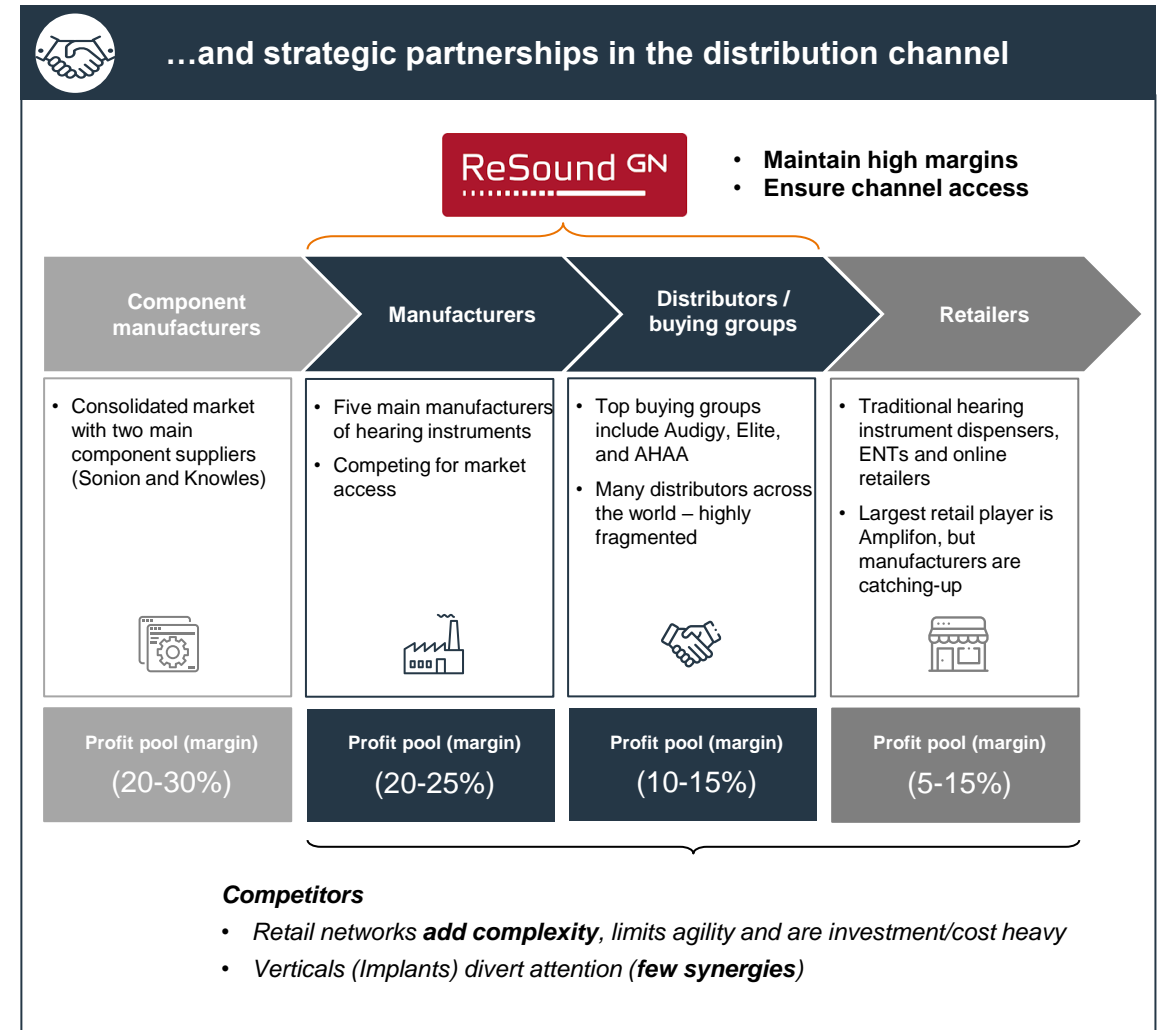 …and strategic partnerships in the distribution channel
ReSound GN
• Maintain high margins
• Ensure channel access
Component
manufacturers
Manufacturers
Distributors /
buying groups
Retailers
• Consolidated market
with two main
component suppliers
(Sonion and Knowles)
• Five main manufacturers
of hearing instruments
• Competing for market
access
• Top buying groups
include Audigy, Elite,
and AHAA
• Many distributors across
the world – highly
fragmented
• Traditional hearing
instrument dispensers,
ENTs and online
retailers
• Largest retail player is
Amplifon, but
manufacturers are
catching-up
Profit pool (margin)
(20-30%)
Profit pool (margin)
(20-25%)
Profit pool (margin)
(10-15%)
Profit pool (margin)
(5-15%)
Competitors
• Retail networks add complexity, limits agility and are investment/cost heavy
• Verticals (Implants) divert attention (few synergies)